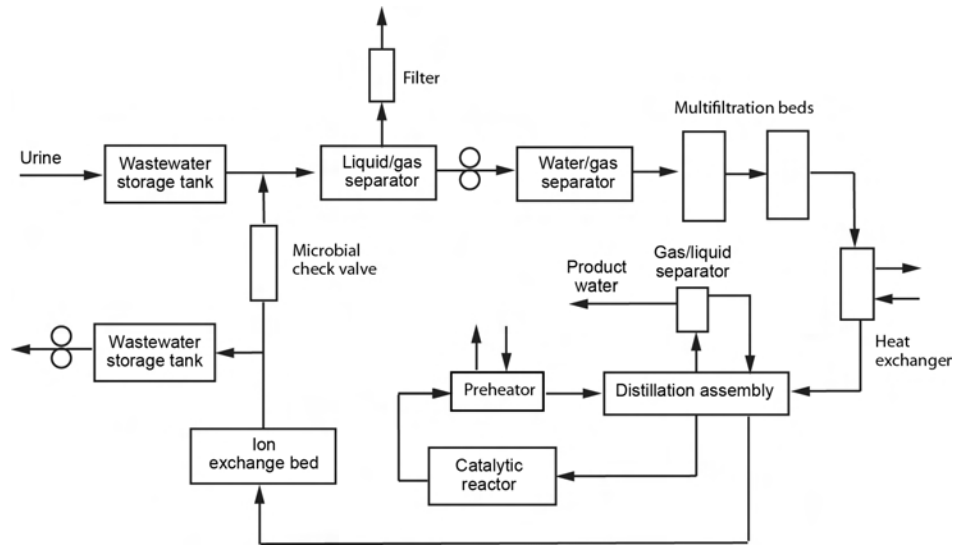 Filter
Multifiltration beds
Urine
Wastewater
storage tank
Liquid/gas
separator
Water/gas
separator
Microbial
check valve
Gas/liquid
separator
Product
water
Wastewater
storage tank
Heat
exchanger
Preheator
Distillation assembly
Ion
exchange bed
Catalytic
reactor